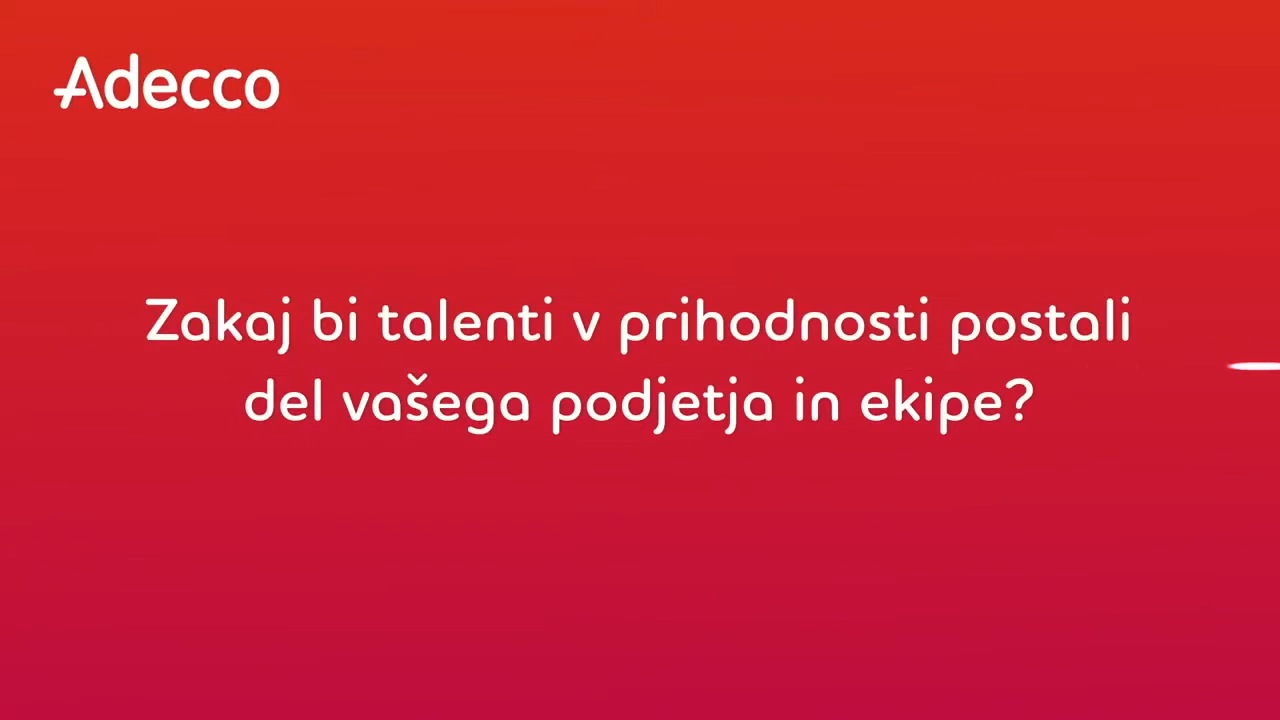 Adecco
Zakaj bi talenti v prihodnosti postali
del vašega podjetja in ekipe?